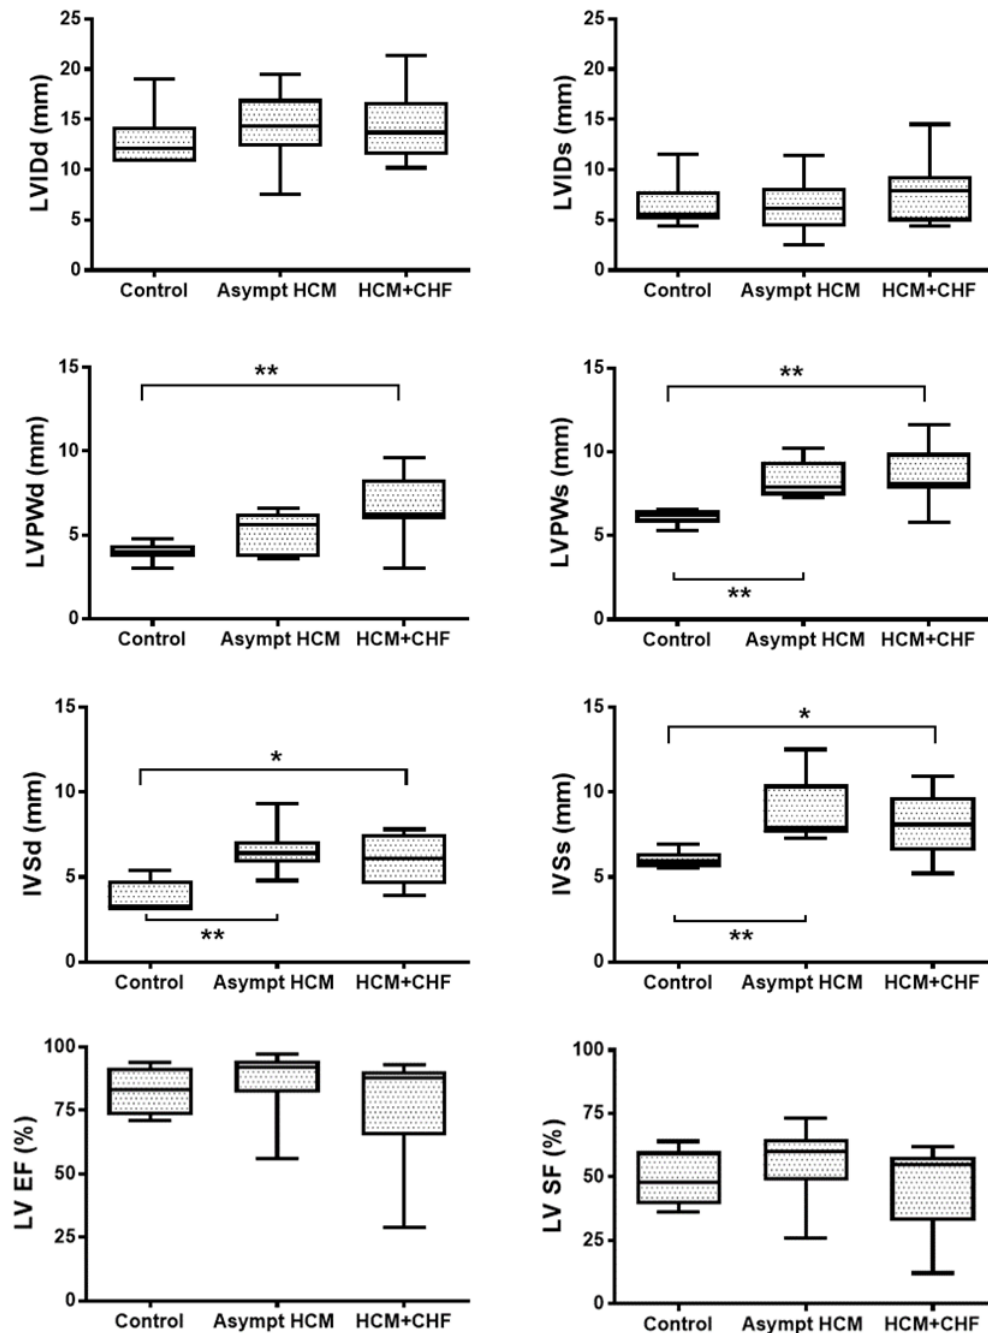 LVIDd (mm)
25
20
15
10
5
0
Control Asympt HCM HCM+CHF
LVIDs (mm)
25
20
15
10
5
0
Control Asympt HCM HCM+CHF
LVPWd (mm)
15
10
5
0
**
Control Asympt HCM HCM+CHF
LVPWs (mm)
15
10
5
0
**
**
Control Asympt HCM HCM+CHF
IVSd (mm)
15
10
5
0
*
**
Control Asympt HCM HCM+CHF
IVSs (mm)
15
10
5
0
*
**
Control Asympt HCM HCM+CHF
LV EF (%)
100
75
50
25
0
Control Asympt HCM HCM+CHF
LV SF (%)
100
75
50
25
0
Control Asympt HCM HCM+CHF